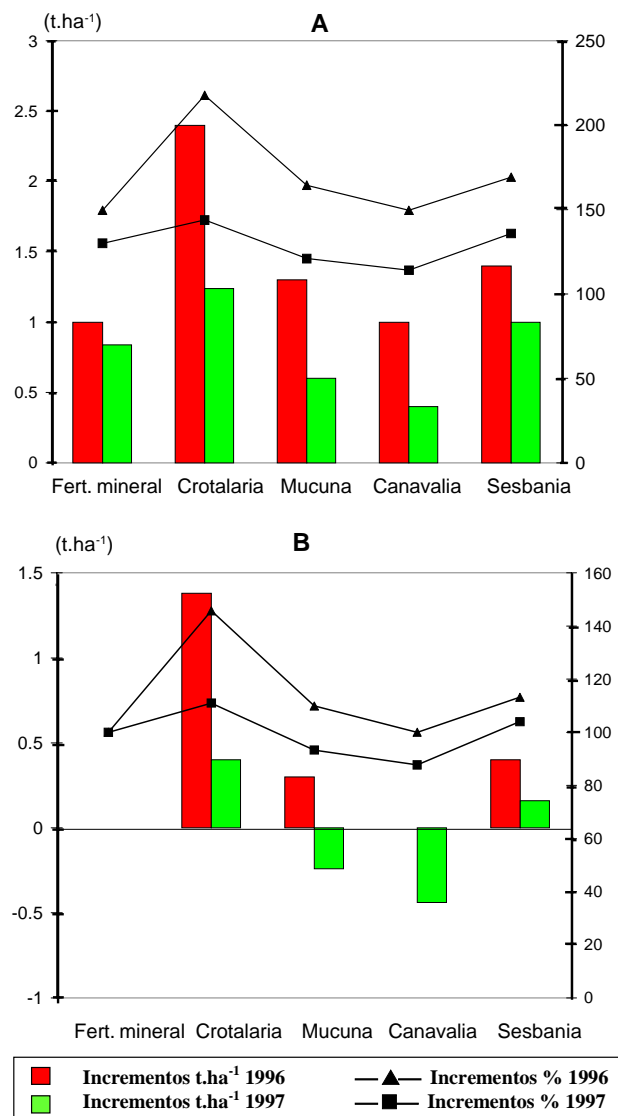 (t.ha⁻¹)
A
3
2.5
2
1.5
1
0.5
0
250
200
150
100
50
0
Fert. mineral Crotalaria Mucuna Canavalia Sesbania
(t.ha⁻¹)
B
1.5
1
0.5
0
-0.5
-1
160
140
120
100
80
60
40
20
0
Fert. mineral Crotalaria Mucuna Canavalia Sesbania
Incrementos t.ha⁻¹ 1996
Incrementos % 1996
Incrementos t.ha⁻¹ 1997
Incrementos % 1997